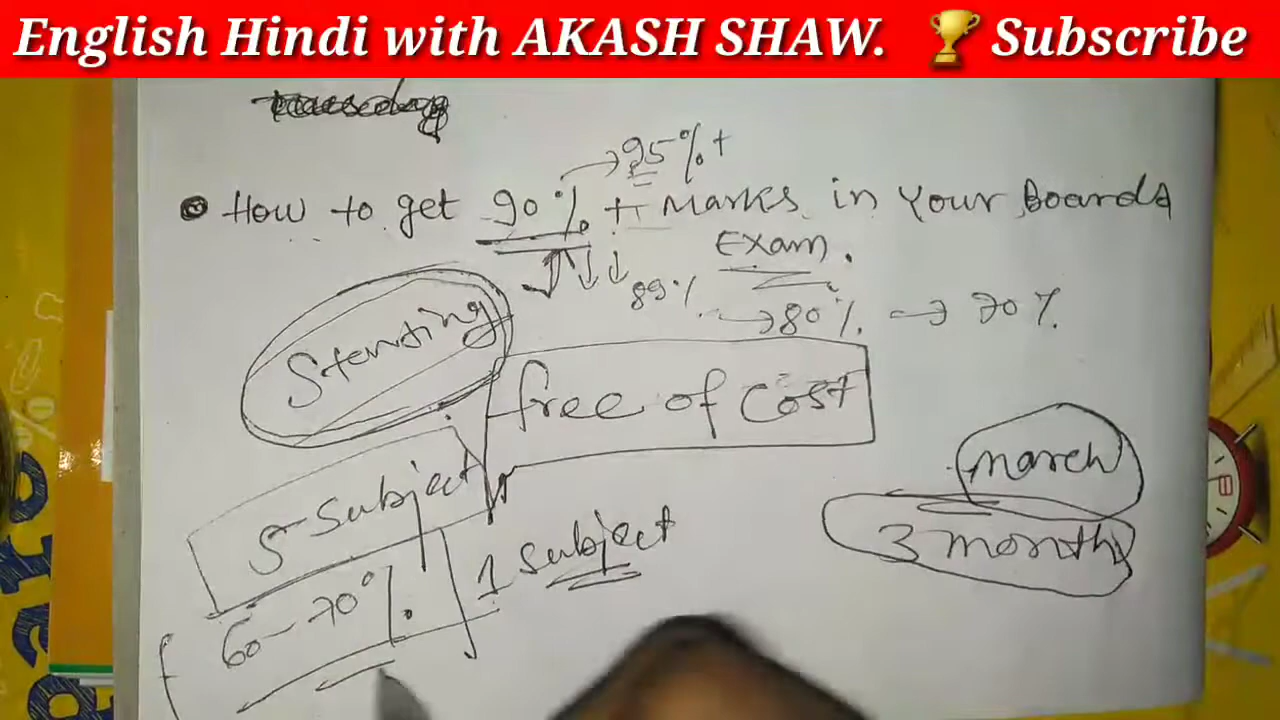 English Hindi with AKASH SHAW. 🏆 Subscribe
→ 95%+
How to get 90% + Marks in Your Boards
Exam.
89% → 80% → 70%
Starting
free of cost
March
5 Subject
3 month
1 Subject
60-70%.